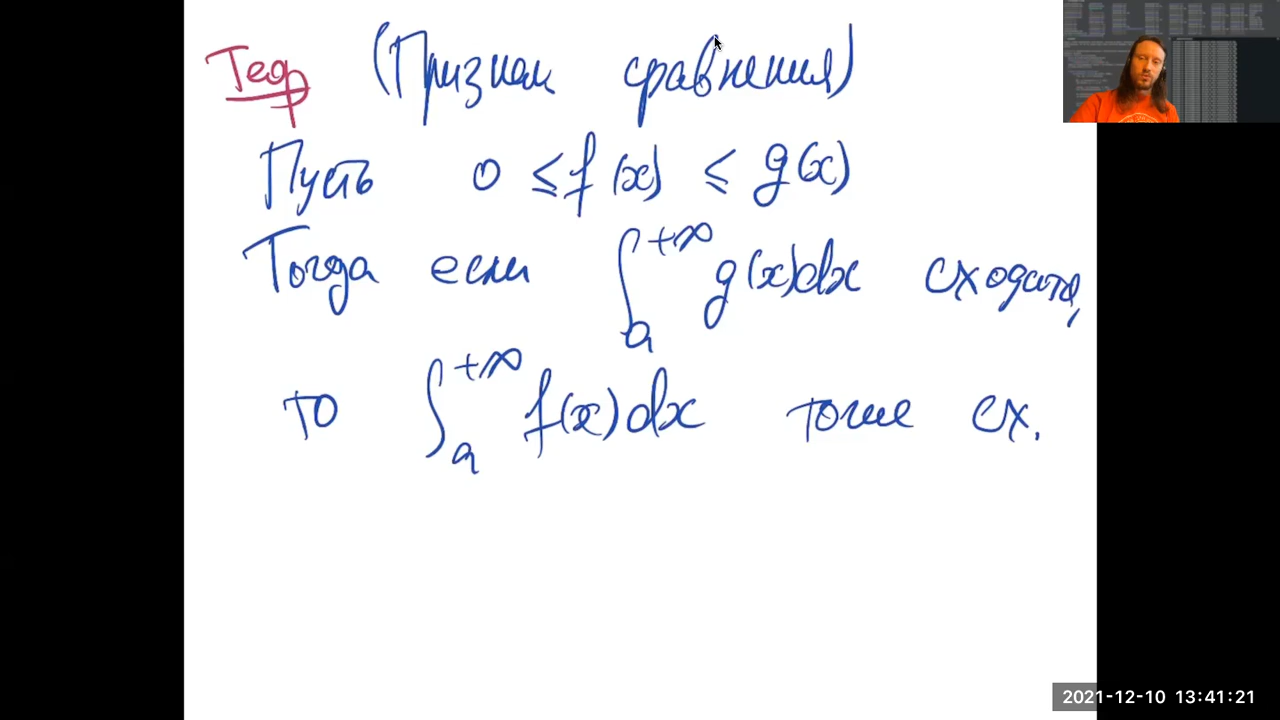 Теор (Признак сравнения)
Пусть 0 ≤ f(x) ≤ g(x)
Тогда если ∫_a^{+∞} g(x)dx сходится,
то ∫_a^{+∞} f(x)dx тоже сх.
2021-12-10 13:41:21